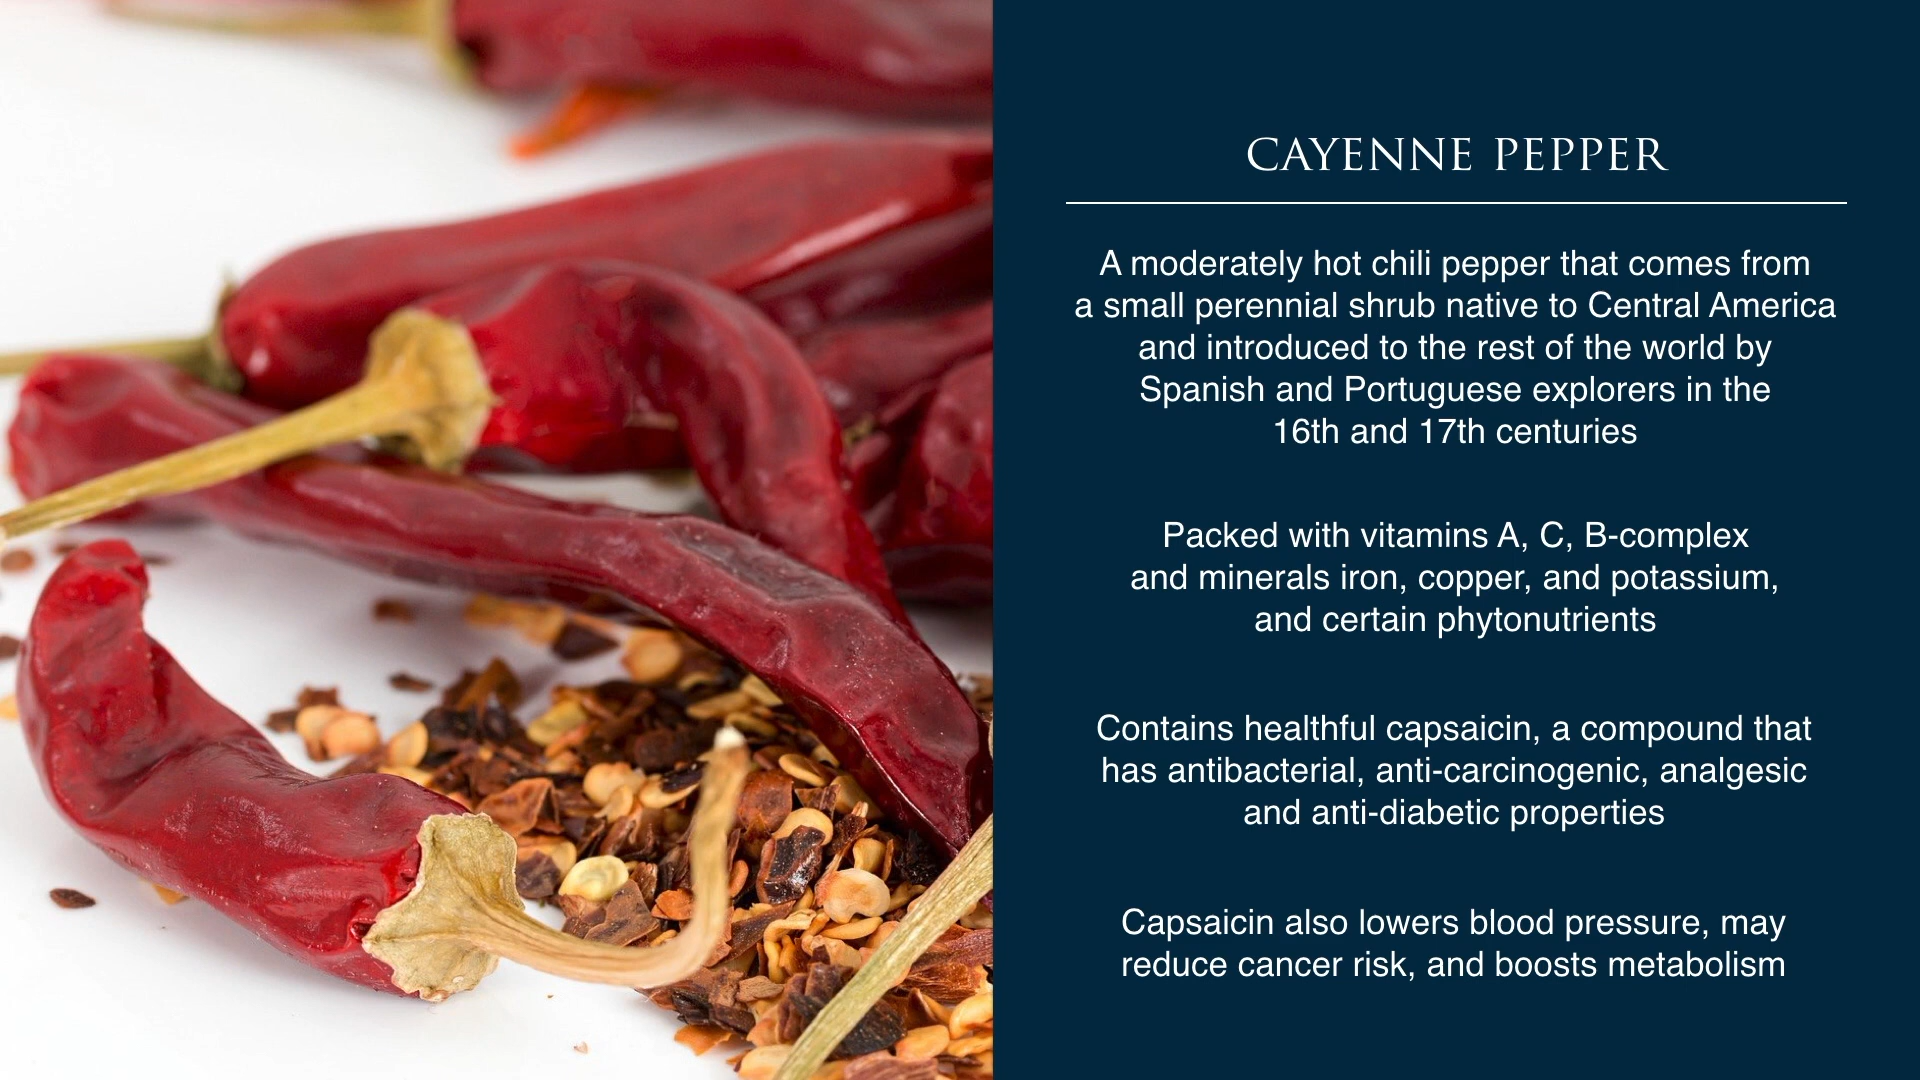 CAYENNE PEPPER
A moderately hot chili pepper that comes from
a small perennial shrub native to Central America
and introduced to the rest of the world by
Spanish and Portuguese explorers in the
16th and 17th centuries
Packed with vitamins A, C, B-complex
and minerals iron, copper, and potassium,
and certain phytonutrients
Contains healthful capsaicin, a compound that
has antibacterial, anti-carcinogenic, analgesic
and anti-diabetic properties
Capsaicin also lowers blood pressure, may
reduce cancer risk, and boosts metabolism